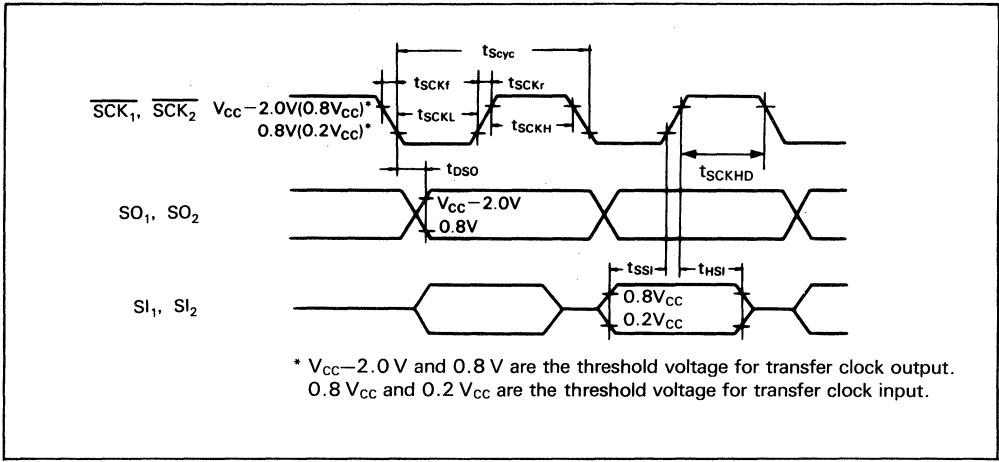 tScyc
tSCKf tSCKr
SCK1, SCK2 VCC−2.0V(0.8VCC)* tSCKL
0.8V(0.2VCC)* tSCKH
tSCKHD
tDSO
SO1, SO2 VCC−2.0V
0.8V
tSSI tHSI
SI1, SI2 0.8VCC
0.2VCC
* VCC−2.0 V and 0.8 V are the threshold voltage for transfer clock output.
0.8 VCC and 0.2 VCC are the threshold voltage for transfer clock input.